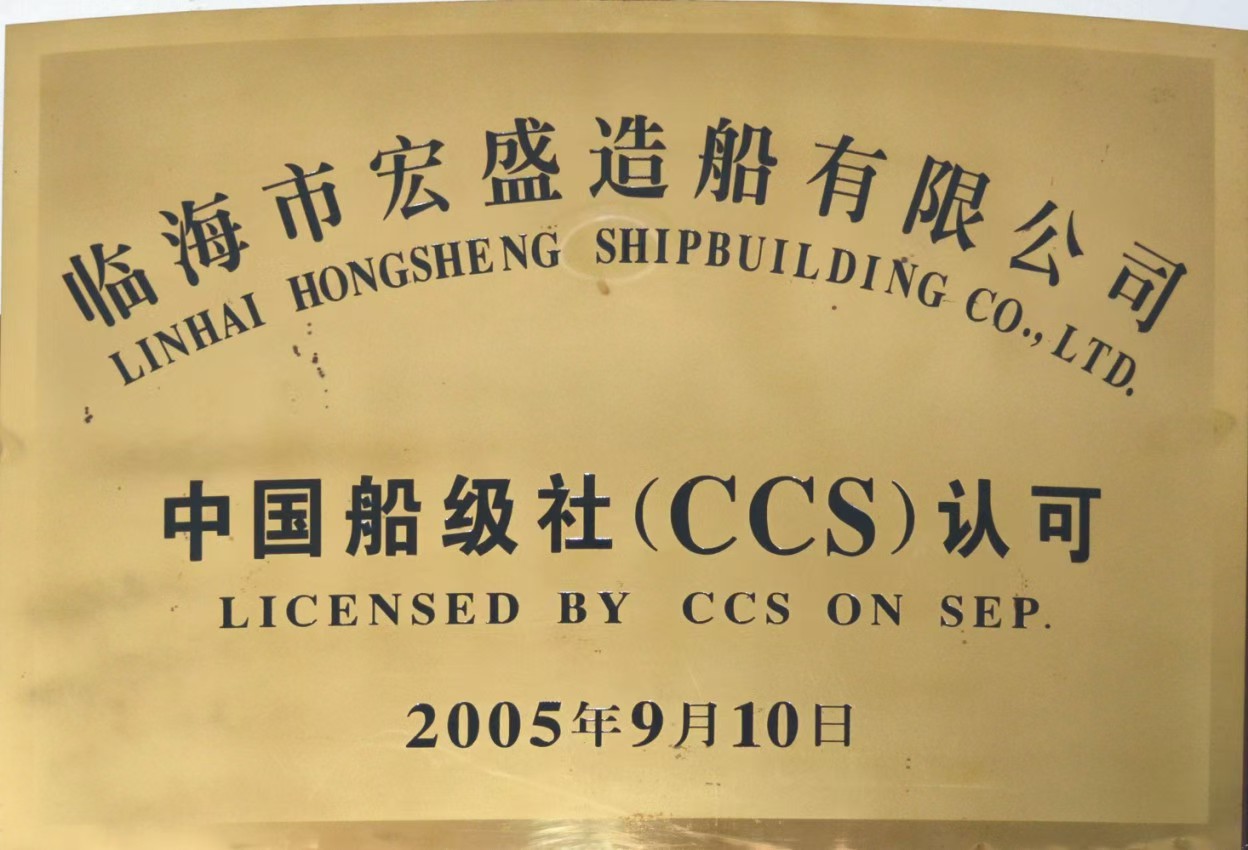 临海市宏盛造船有限公司
LINHAI HONGSHENG SHIPBUILDING CO., LTD.
中国船级社(CCS)认可
LICENSED BY CCS ON SEP.
2005年9月10日